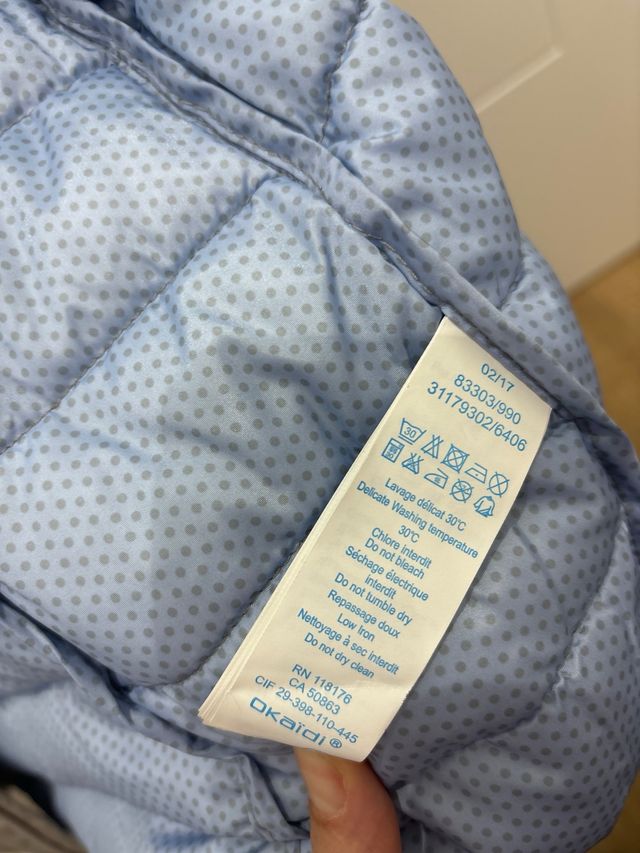 02/17
83303/990
31179302/6406
30
Lavage délicat 30°C
Delicate Washing temperature
30°C
Chlore interdit
Do not bleach
Séchage électrique
interdit
Do not tumble dry
Repassage doux
Low Iron
Nettoyage à sec interdit
Do not dry clean
RN 118176
CA 50863
CIF 29-398-110-445
Okaïdi ®